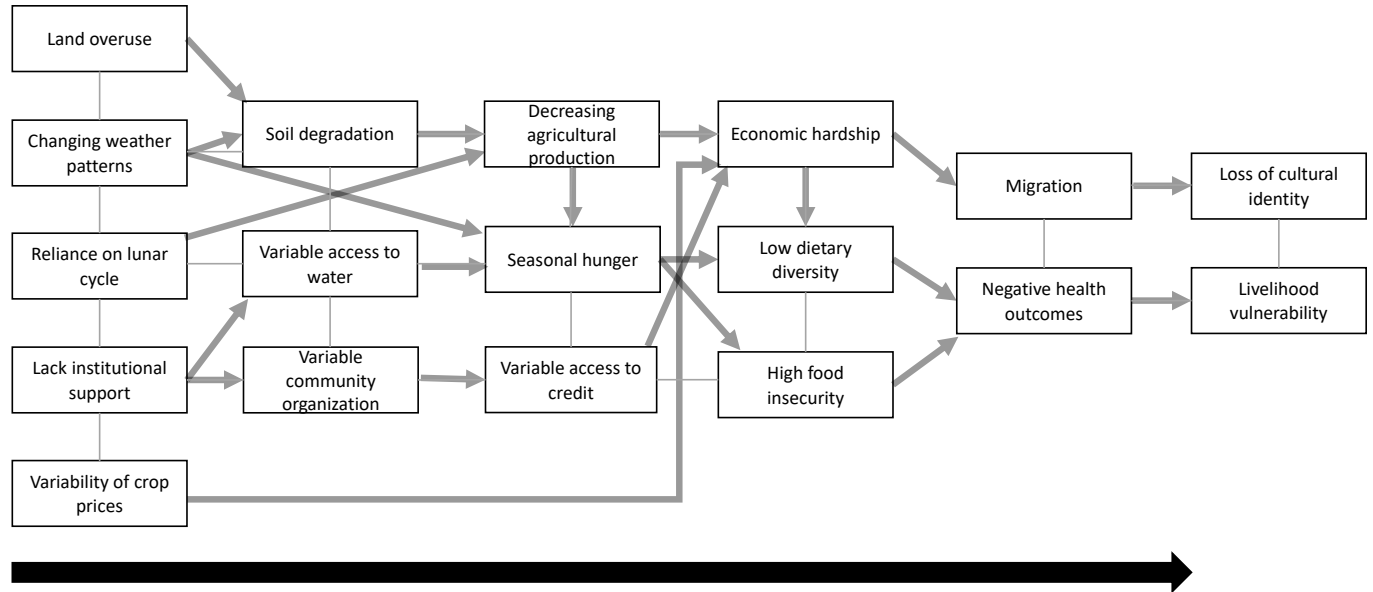 Land overuse
Changing weather
patterns
Reliance on lunar
cycle
Lack institutional
support
Variability of crop
prices
Soil degradation
Variable access to
water
Variable
community
organization
Decreasing
agricultural
production
Seasonal hunger
Variable access to
credit
Economic hardship
Low dietary
diversity
High food
insecurity
Migration
Negative health
outcomes
Loss of cultural
identity
Livelihood
vulnerability